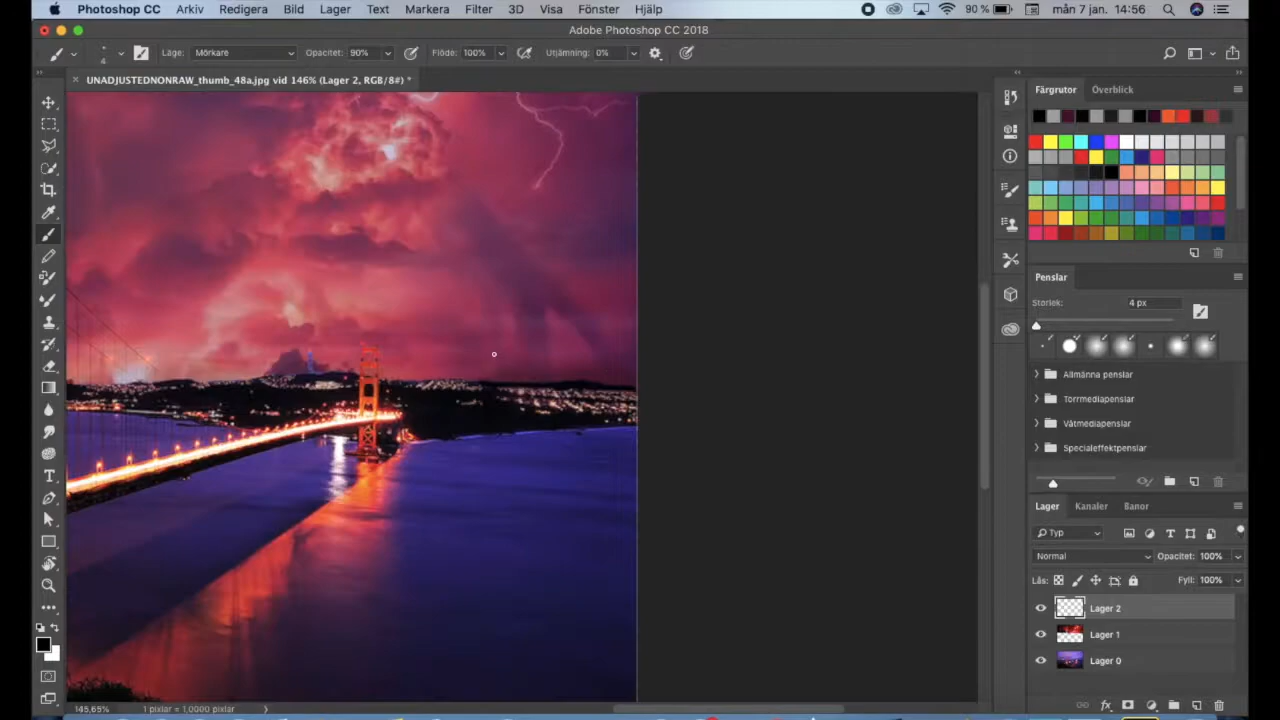 Photoshop CC Arkiv Redigera Bild Lager Text Markera Filter 3D Visa Fönster Hjälp 90 % mån 7 jan. 14:56
Adobe Photoshop CC 2018
4 Läge: Mörkare Opacitet: 90% Flöde: 100% Utjämning: 0%
UNADJUSTEDNONRAW_thumb_48a.jpg vid 146% (Lager 2, RGB/8#) *
Färgrutor Överblick
Penslar
Storlek: 4 px
Allmänna penslar
Torrmediapenslar
Våtmediapenslar
Specialeffektpenslar
Lager Kanaler Banor
Typ
Normal Opacitet: 100%
Lås: Fyll: 100%
Lager 2
Lager 1
Lager 0
145,65% 1 pixlar = 1,0000 pixlar